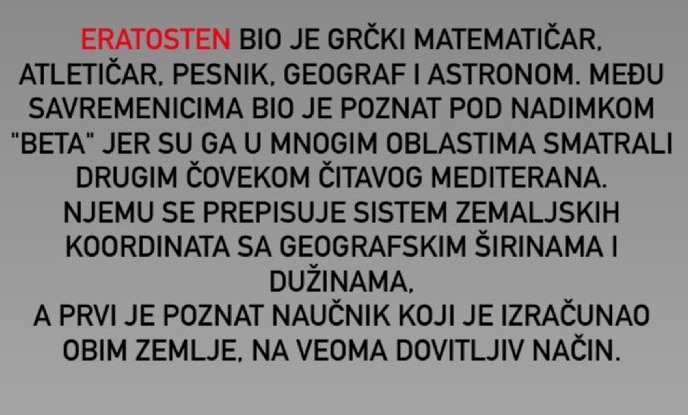 ERATOSTEN BIO JE GRČKI MATEMATIČAR,
ATLETIČAR, PESNIK, GEOGRAF I ASTRONOM. MEĐU
SAVREMENICIMA BIO JE POZNAT POD NADIMKOM
"BETA" JER SU GA U MNOGIM OBLASTIMA SMATRALI
DRUGIM ČOVEKOM ČITAVOG MEDITERANA.
NJEMU SE PREPISUJE SISTEM ZEMALJSKIH
KOORDINATA SA GEOGRAFSKIM ŠIRINAMA I
DUŽINAMA,
A PRVI JE POZNAT NAUČNIK KOJI JE IZRAČUNAO
OBIM ZEMLJE, NA VEOMA DOVITLJIV NAČIN.